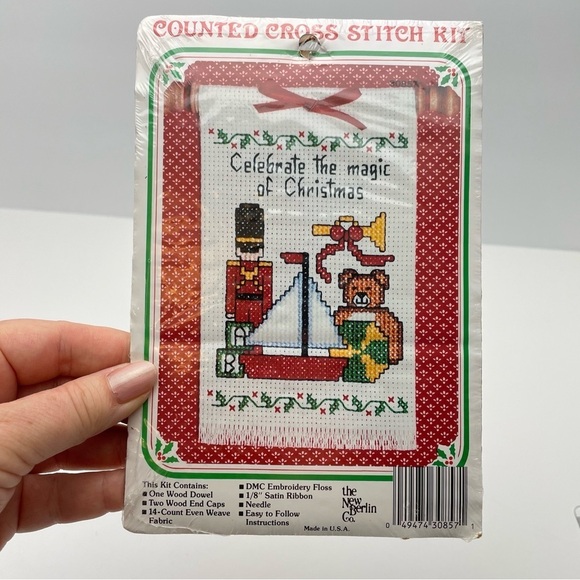 COUNTED CROSS STITCH KIT
Celebrate the magic
of Christmas
A
B
This Kit Contains:
■ One Wood Dowel
■ Two Wood End Caps
■ 14-Count Even Weave
Fabric
■ DMC Embroidery Floss
■ 1/8" Satin Ribbon
■ Needle
■ Easy to Follow
Instructions
Made in U.S.A.
the
New
Berlin
Co.
0 49474 30857 1